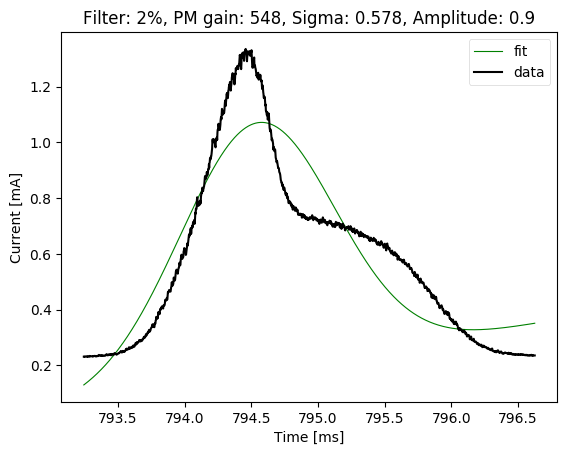 Filter: 2%, PM gain: 548, Sigma: 0.578, Amplitude: 0.9
fit
data
1.2
1.0
0.8
0.6
0.4
0.2
Current [mA]
793.5 794.0 794.5 795.0 795.5 796.0 796.5
Time [ms]